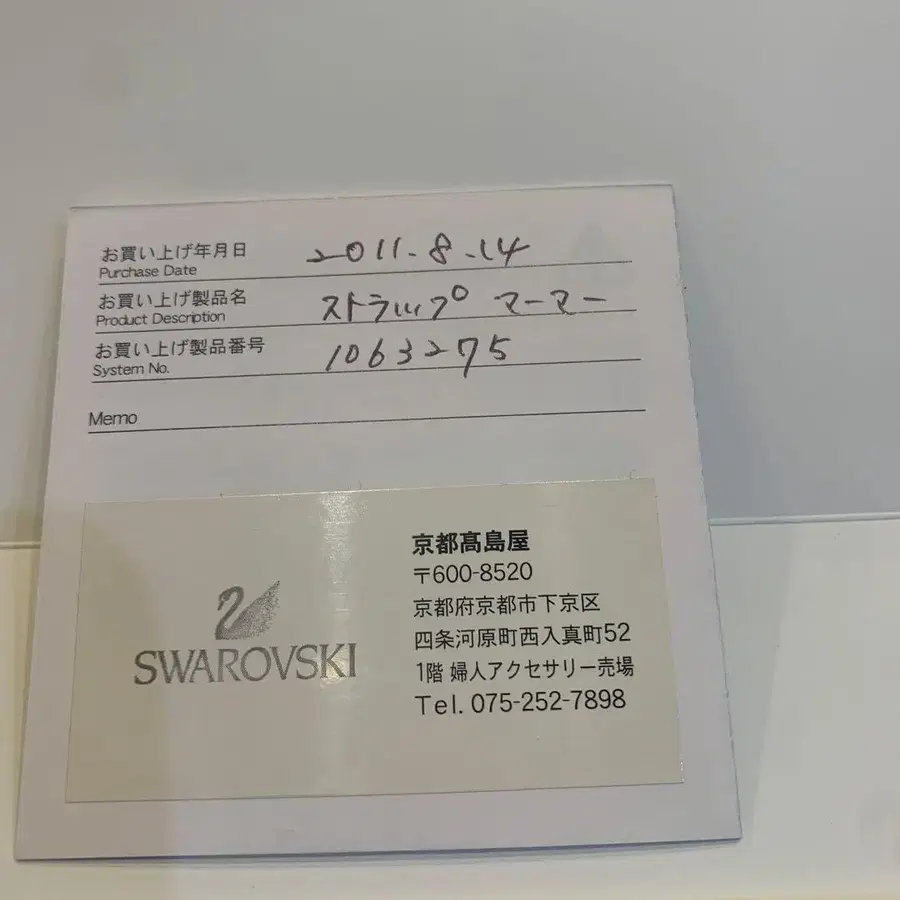 お買い上げ年月日 2011.8.14
Purchase Date
お買い上げ製品名 ストラップ マーマー
Product Description
お買い上げ製品番号 1063275
System No.
Memo
SWAROVSKI
京都髙島屋
〒600-8520
京都府京都市下京区
四条河原町西入真町52
1階 婦人アクセサリー売場
Tel. 075-252-7898